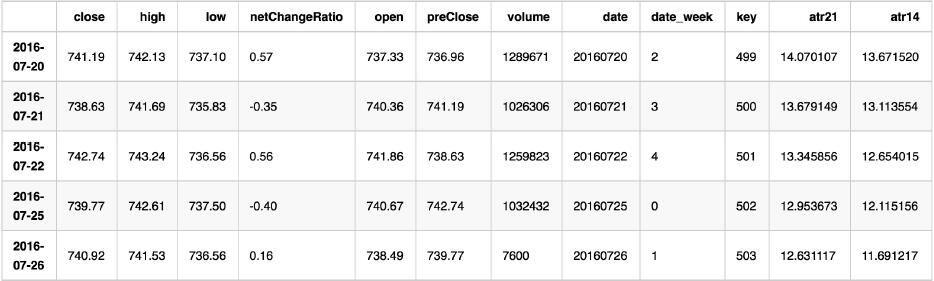 close high low netChangeRatio open preClose volume date date_week key atr21 atr14
2016-
07-20 741.19 742.13 737.10 0.57 737.33 736.96 1289671 20160720 2 499 14.070107 13.671520
2016-
07-21 738.63 741.69 735.83 -0.35 740.36 741.19 1026306 20160721 3 500 13.679149 13.113554
2016-
07-22 742.74 743.24 736.56 0.56 741.86 738.63 1259823 20160722 4 501 13.345856 12.654015
2016-
07-25 739.77 742.61 737.50 -0.40 740.67 742.74 1032432 20160725 0 502 12.953673 12.115156
2016-
07-26 740.92 741.53 736.56 0.16 738.49 739.77 7600 20160726 1 503 12.631117 11.691217